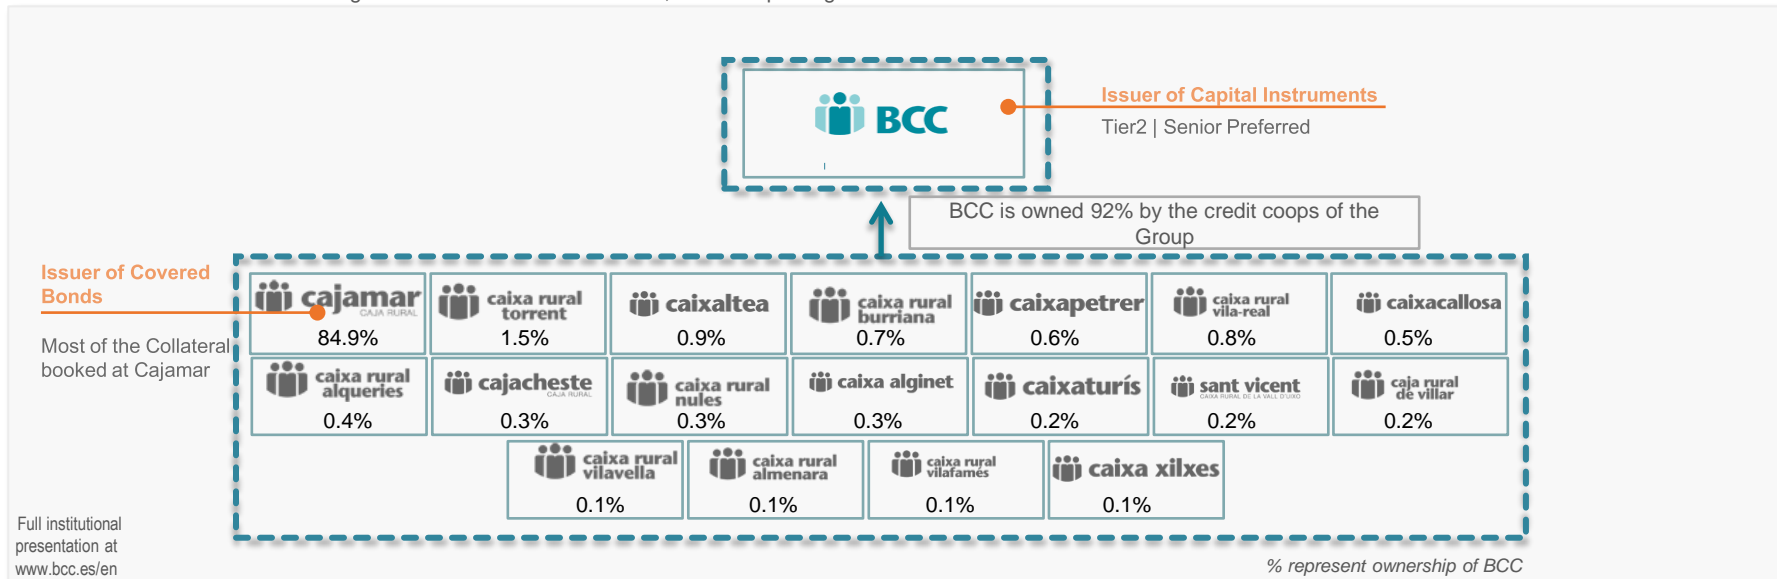 BCC
Issuer of Capital Instruments
Tier2 | Senior Preferred
BCC is owned 92% by the credit coops of the
Group
Issuer of Covered
Bonds
Most of the Collateral
booked at Cajamar
cajamar
CAJA RURAL
84.9%
caixa rural
torrent
1.5%
caixaltea
0.9%
caixa rural
burriana
0.7%
caixapetrer
0.6%
caixa rural
vila-real
0.8%
caixacallosa
0.5%
caixa rural
alqueries
0.4%
cajacheste
CAJA RURAL
0.3%
caixa rural
nules
0.3%
caixa alginet
0.3%
caixaturís
0.2%
sant vicent
CAIXA RURAL DE LA VALL D'UIXÓ
0.2%
caja rural
de villar
0.2%
caixa rural
vilavella
0.1%
caixa rural
almenara
0.1%
caixa rural
vilafamés
0.1%
caixa xilxes
0.1%
Full institutional
presentation at
www.bcc.es/en
% represent ownership of BCC